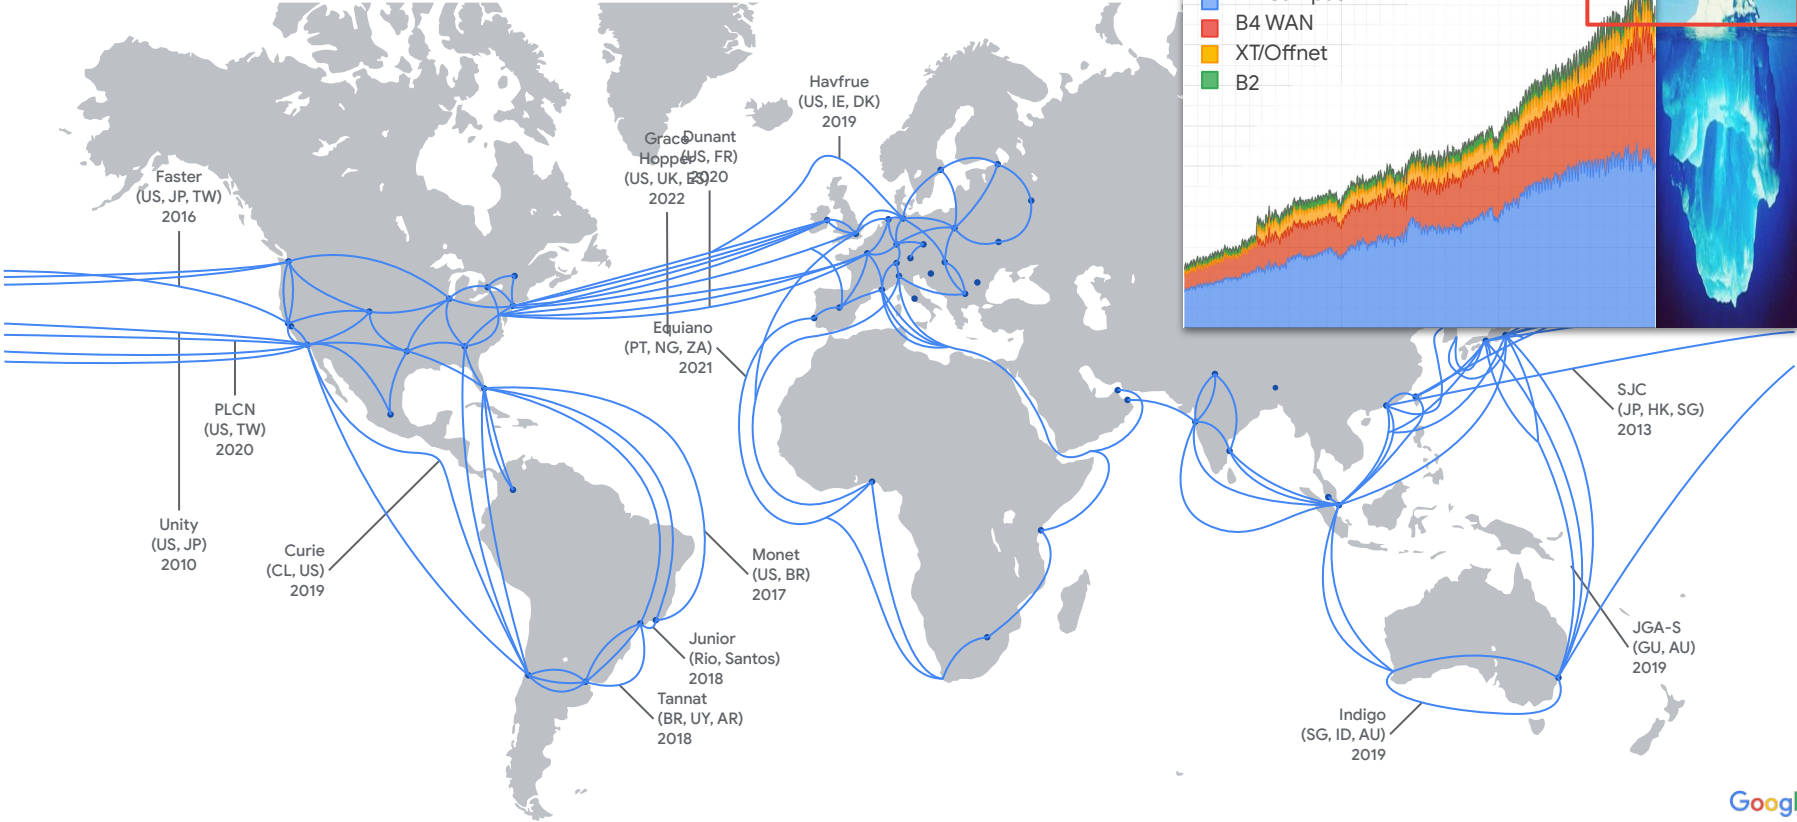 B4 WAN
XT/Offnet
B2
Havfrue
(US, IE, DK)
2019
Grace
Hopper
(US, UK, ES)
2022
Dunant
(US, FR)
2020
Faster
(US, JP, TW)
2016
Equiano
(PT, NG, ZA)
2021
PLCN
(US, TW)
2020
SJC
(JP, HK, SG)
2013
Unity
(US, JP)
2010
Curie
(CL, US)
2019
Monet
(US, BR)
2017
Junior
(Rio, Santos)
2018
Tannat
(BR, UY, AR)
2018
JGA-S
(GU, AU)
2019
Indigo
(SG, ID, AU)
2019